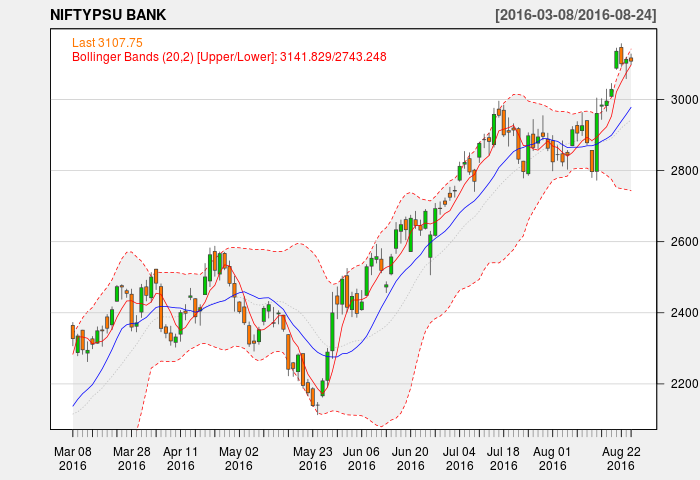 NIFTYPSU BANK [2016-03-08/2016-08-24]
Last 3107.75
Bollinger Bands (20,2) [Upper/Lower]: 3141.829/2743.248
3000
2800
2600
2400
2200
Mar 08 Mar 28 Apr 11 May 02 May 23 Jun 06 Jun 20 Jul 04 Jul 18 Aug 01 Aug 22
2016 2016 2016 2016 2016 2016 2016 2016 2016 2016 2016